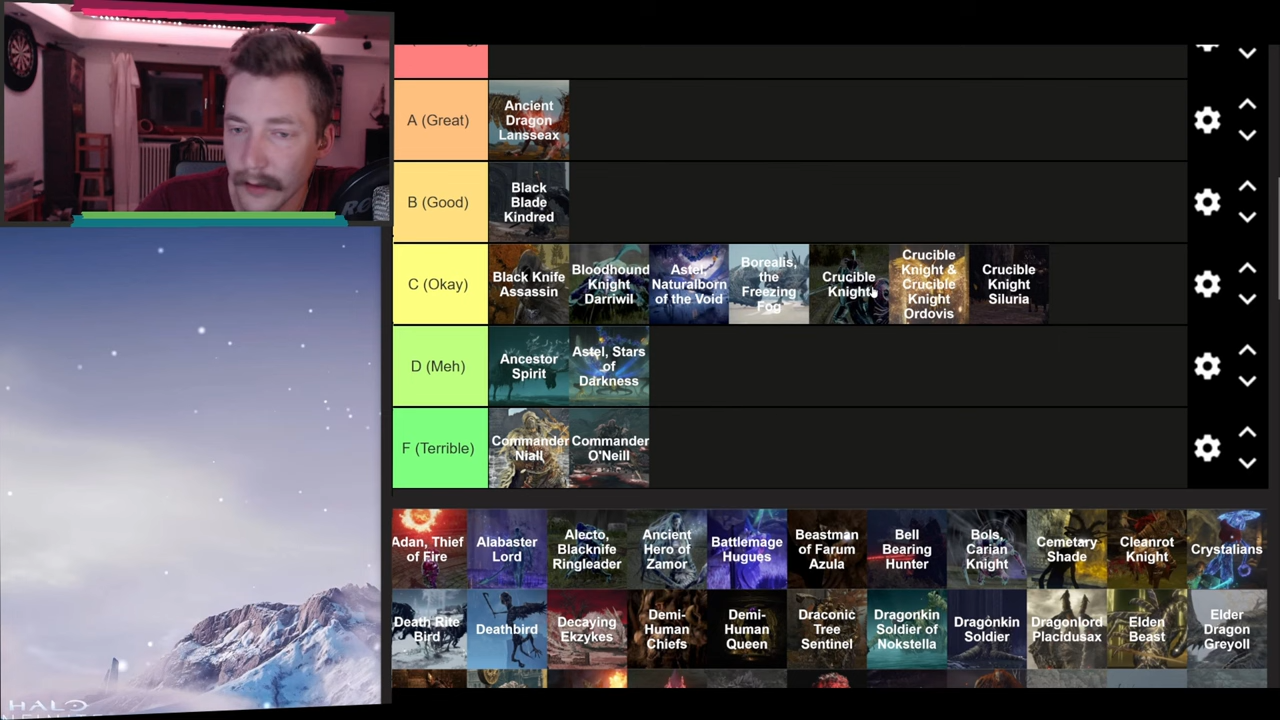 A (Great)
Ancient
Dragon
Lansseax
B (Good)
Black
Blade
Kindred
C (Okay)
Black Knife
Assassin
Bloodhound
Knight
Darriwil
Astel,
Naturalborn
of the Void
Borealis,
the
Freezing
Fog
Crucible
Knight
Crucible
Knight &
Crucible
Knight
Ordovis
Crucible
Knight
Siluria
D (Meh)
Ancestor
Spirit
Astel, Stars
of
Darkness
F (Terrible)
Commander
Niall
Commander
O'Neill
Adan, Thief
of Fire
Alabaster
Lord
Alecto,
Blacknife
Ringleader
Ancient
Hero of
Zamor
Battlemage
Hugues
Beastman
of Farum
Azula
Bell
Bearing
Hunter
Bols,
Carian
Knight
Cemetary
Shade
Cleanrot
Knight
Crystalians
Death Rite
Bird
Deathbird
Decaying
Ekzykes
Demi-
Human
Chiefs
Demi-
Human
Queen
Draconic
Tree
Sentinel
Dragonkin
Soldier of
Nokstella
Dragonkin
Soldier
Dragonlord
Placidusax
Elden
Beast
Elder
Dragon
Greyoll
HALO